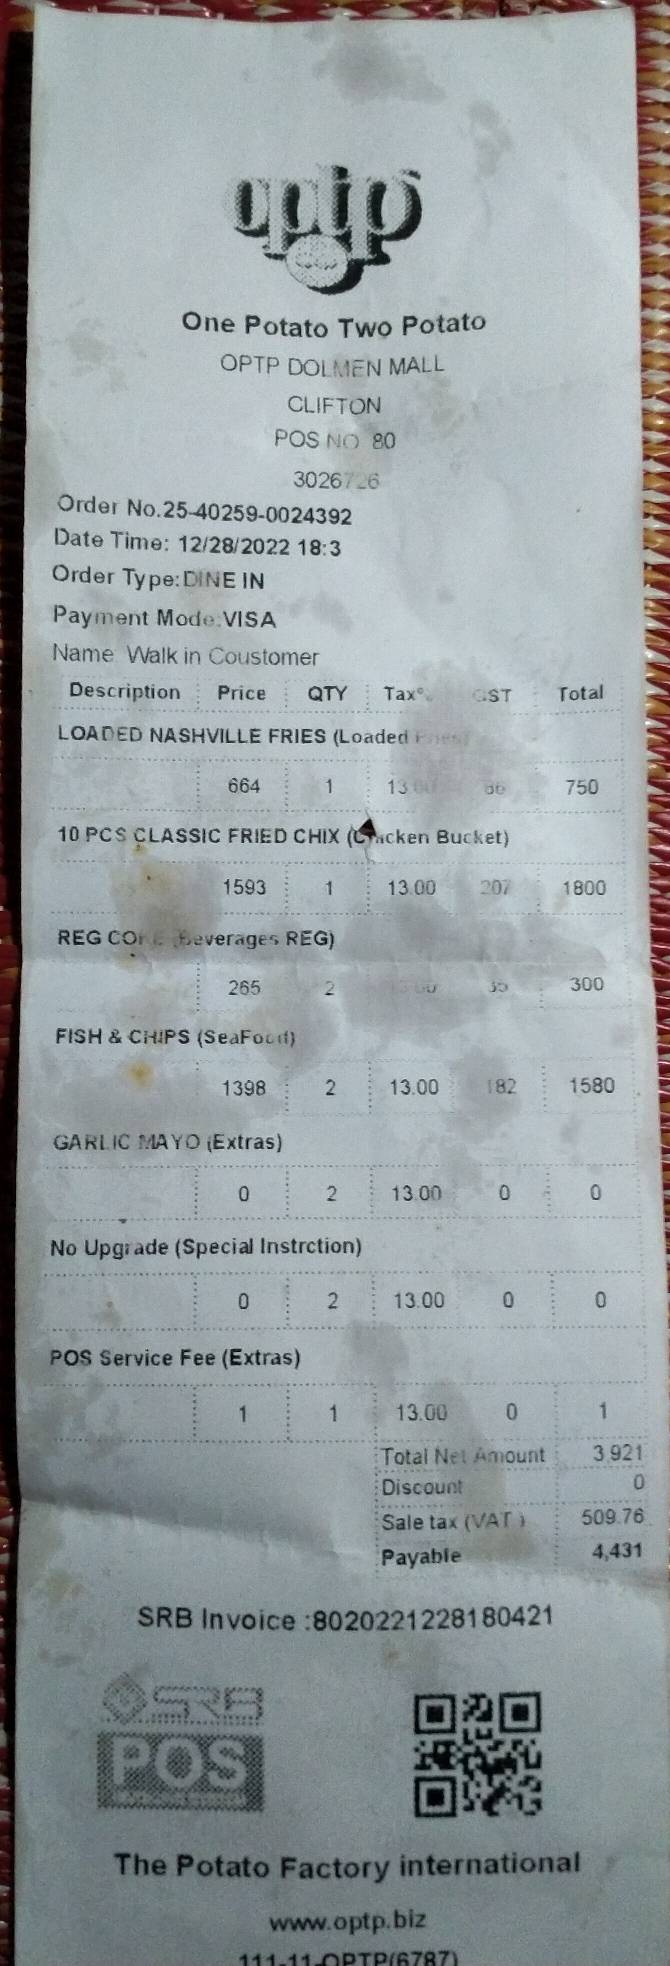 optp
One Potato Two Potato
OPTP DOLMEN MALL
CLIFTON
POS NO 80
3026726
Order No.25-40259-0024392
Date Time: 12/28/2022 18:3
Order Type:DINE IN
Payment Mode:VISA
Name Walk in Coustomer
Description Price QTY Tax% GST Total
LOADED NASHVILLE FRIES (Loaded Fries)
664 1 13.00 86 750
10 PCS CLASSIC FRIED CHIX (Chicken Bucket)
1593 1 13.00 207 1800
REG COKE (Beverages REG)
265 2 13.00 35 300
FISH & CHIPS (SeaFood)
1398 2 13.00 182 1580
GARLIC MAYO (Extras)
0 2 13.00 0 0
No Upgrade (Special Instrction)
0 2 13.00 0 0
POS Service Fee (Extras)
1 1 13.00 0 1
Total Net Amount 3,921
Discount 0
Sale tax (VAT ) 509.76
Payable 4,431
SRB Invoice :8020221228180421
SRB
POS
The Potato Factory international
www.optp.biz
111-11-OPTP(6787)